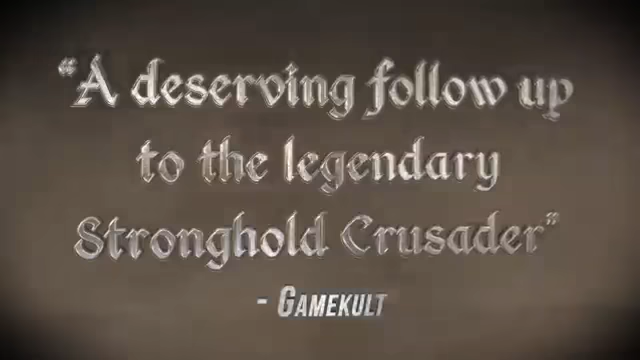 “A deserving follow up
to the legendary
Stronghold Crusader”
- GAMEKULT